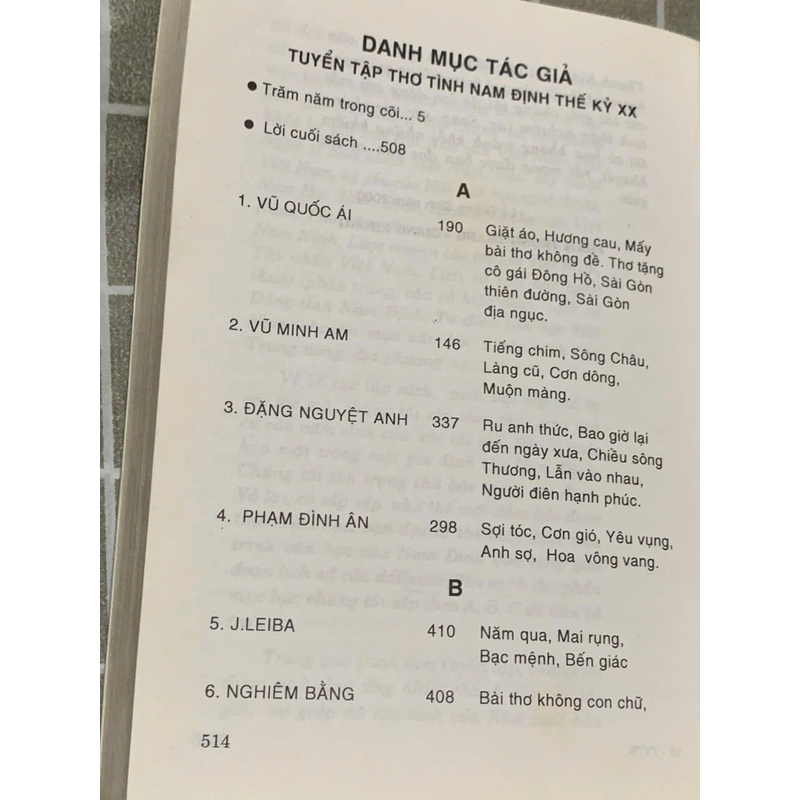 DANH MỤC TÁC GIẢ
TUYỂN TẬP THƠ TÌNH NAM ĐỊNH THẾ KỶ XX
● Trăm năm trong cõi... 5
● Lời cuối sách ....508
A
1. VŨ QUỐC ÁI 190 Giặt áo, Hương cau, Mấy
bài thơ không đề. Thơ tặng
cô gái Đông Hồ, Sài Gòn
thiên đường, Sài Gòn
địa ngục.
2. VŨ MINH AM 146 Tiếng chim, Sông Châu,
Làng cũ, Cơn dông,
Muộn màng.
3. ĐẶNG NGUYỆT ANH 337 Ru anh thức, Bao giờ lại
đến ngày xưa, Chiều sông
Thương, Lẫn vào nhau,
Người điên hạnh phúc.
4. PHẠM ĐÌNH ÂN 298 Sợi tóc, Cơn gió, Yêu vụng,
Anh sợ, Hoa vông vang.
B
5. J.LEIBA 410 Năm qua, Mai rụng,
Bạc mệnh, Bến giác
6. NGHIÊM BẰNG 408 Bài thơ không con chữ,
514